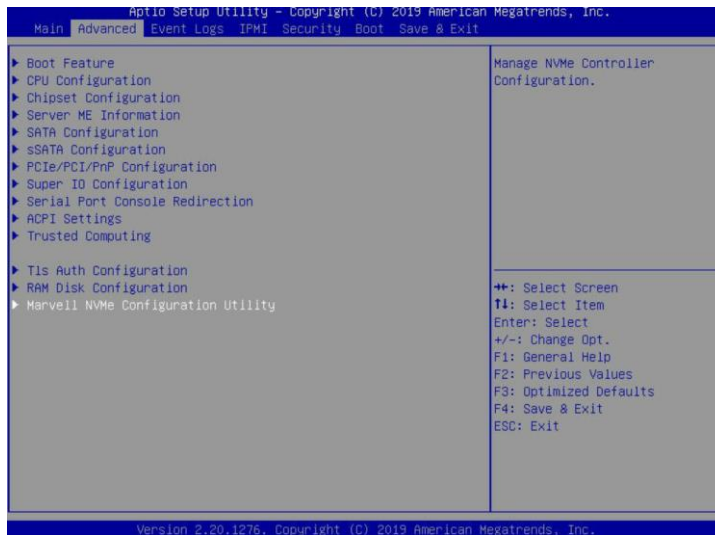 Aptio Setup Utility – Copyright (C) 2019 American Megatrends, Inc.
Main Advanced Event Logs IPMI Security Boot Save & Exit
Boot Feature
CPU Configuration
Chipset Configuration
Server ME Information
SATA Configuration
sSATA Configuration
PCIe/PCI/PnP Configuration
Super IO Configuration
Serial Port Console Redirection
ACPI Settings
Trusted Computing
Tls Auth Configuration
RAM Disk Configuration
Marvell NVMe Configuration Utility
Manage NVMe Controller
Configuration.
→←: Select Screen
↑↓: Select Item
Enter: Select
+/-: Change Opt.
F1: General Help
F2: Previous Values
F3: Optimized Defaults
F4: Save & Exit
ESC: Exit
Version 2.20.1276. Copyright (C) 2019 American Megatrends, Inc.